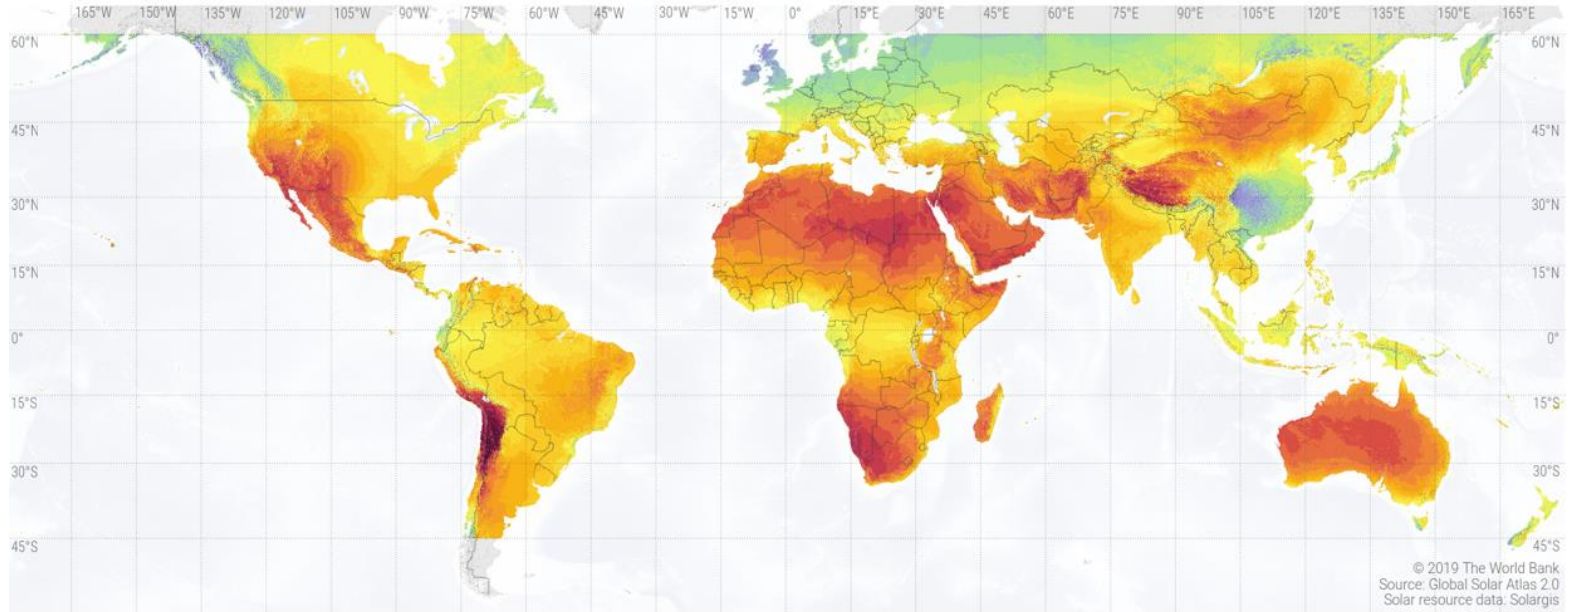 165°W 150°W 135°W 120°W 105°W 90°W 75°W 60°W 45°W 30°W 15°W 0° 15°E 30°E 45°E 60°E 75°E 90°E 105°E 120°E 135°E 150°E 165°E
60°N 60°N
45°N 45°N
30°N 30°N
15°N 15°N
0° 0°
15°S 15°S
30°S 30°S
45°S 45°S
© 2019 The World Bank
Source: Global Solar Atlas 2.0
Solar resource data: Solargis